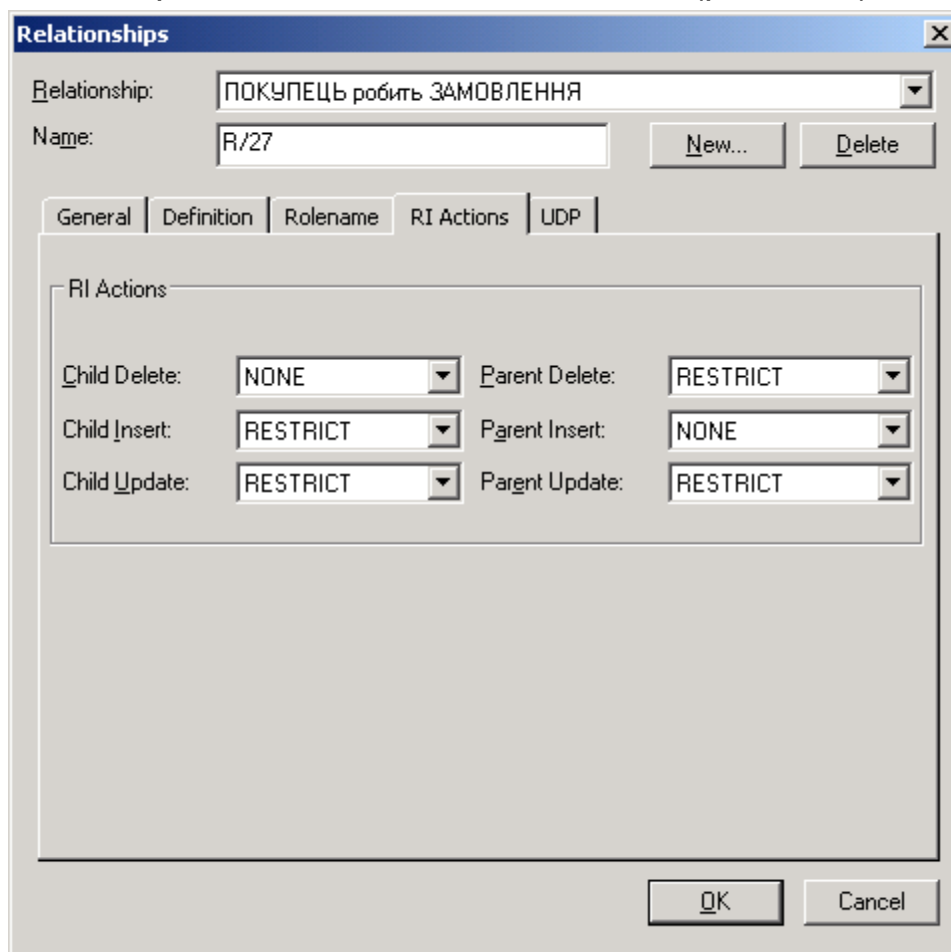 Relationships
Relationship: ПОКУПЕЦЬ робить ЗАМОВЛЕННЯ
Name: R/27 New... Delete
General Definition Rolename RI Actions UDP
RI Actions
Child Delete: NONE Parent Delete: RESTRICT
Child Insert: RESTRICT Parent Insert: NONE
Child Update: RESTRICT Parent Update: RESTRICT
OK Cancel